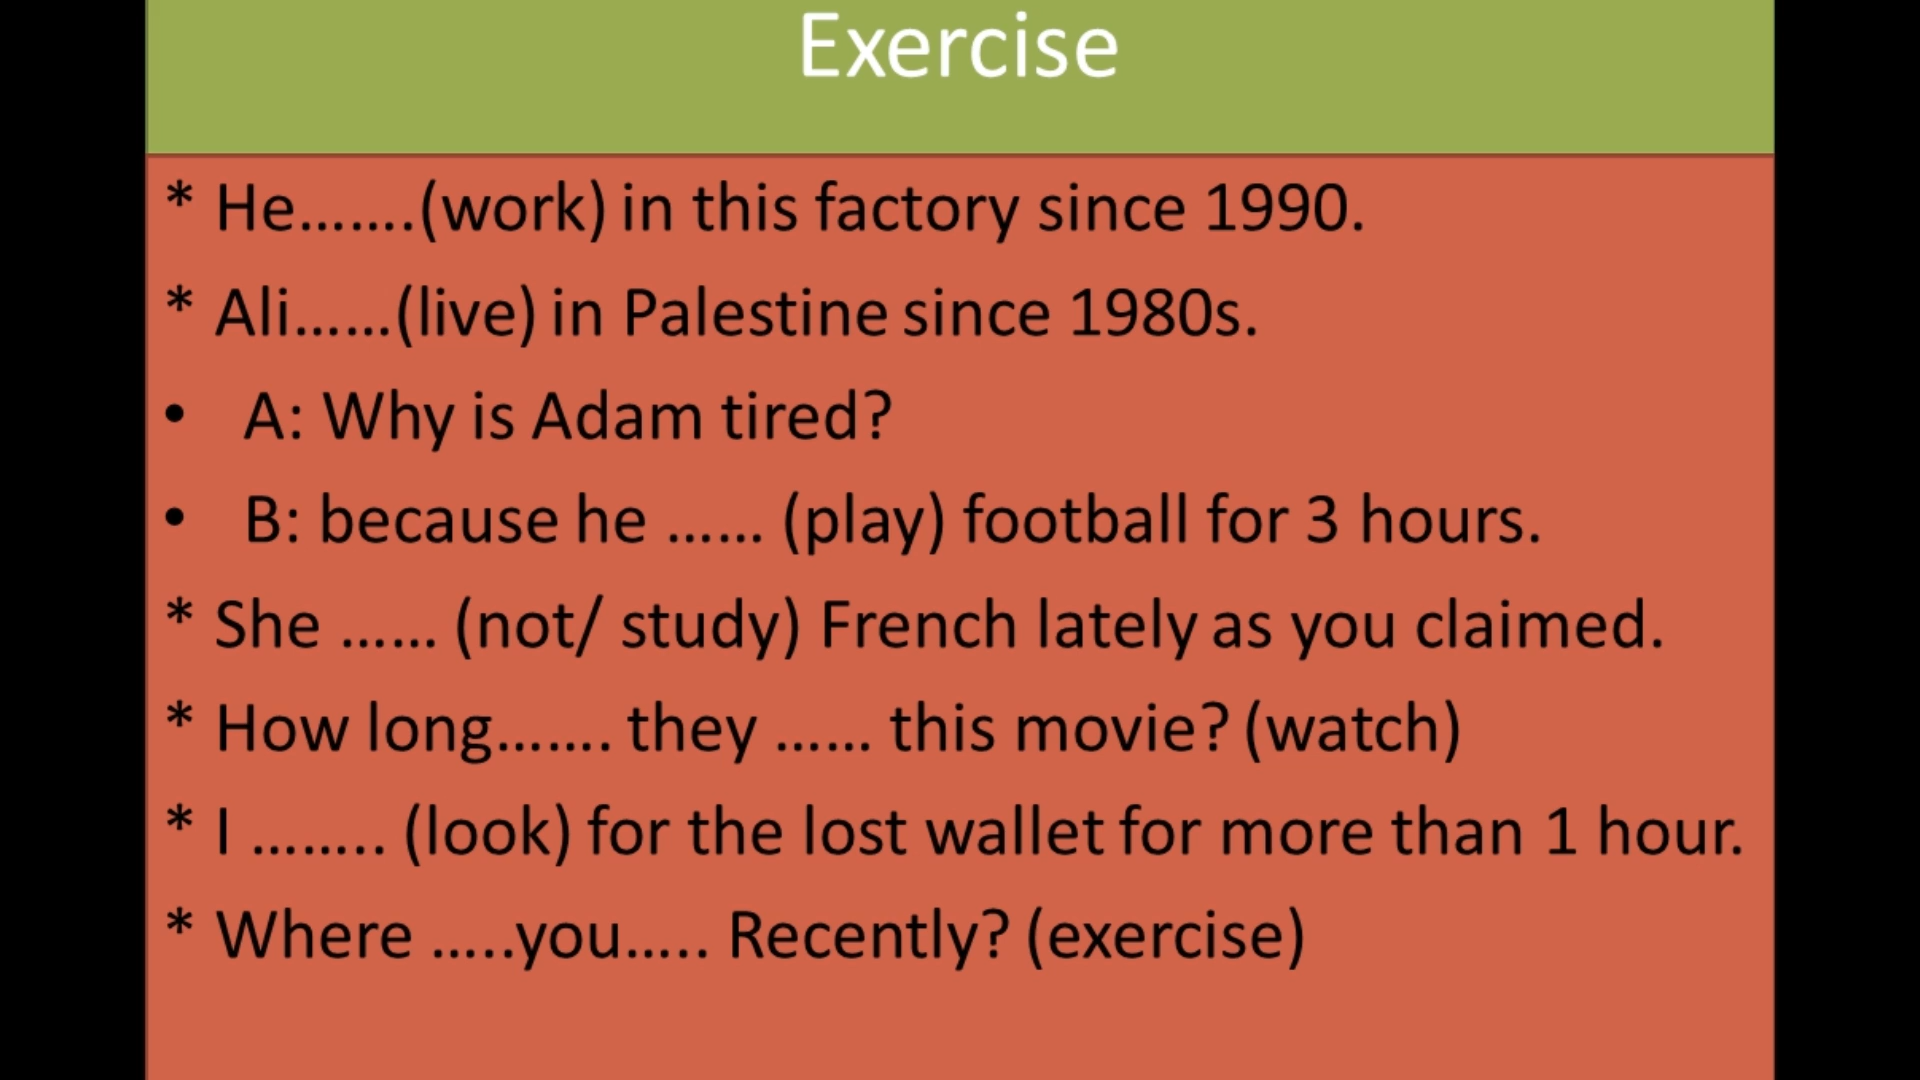 Exercise
* He.......(work) in this factory since 1990.
* Ali......(live) in Palestine since 1980s.
• A: Why is Adam tired?
• B: because he ...... (play) football for 3 hours.
* She ...... (not/ study) French lately as you claimed.
* How long....... they ...... this movie? (watch)
* I ........ (look) for the lost wallet for more than 1 hour.
* Where .....you..... Recently? (exercise)